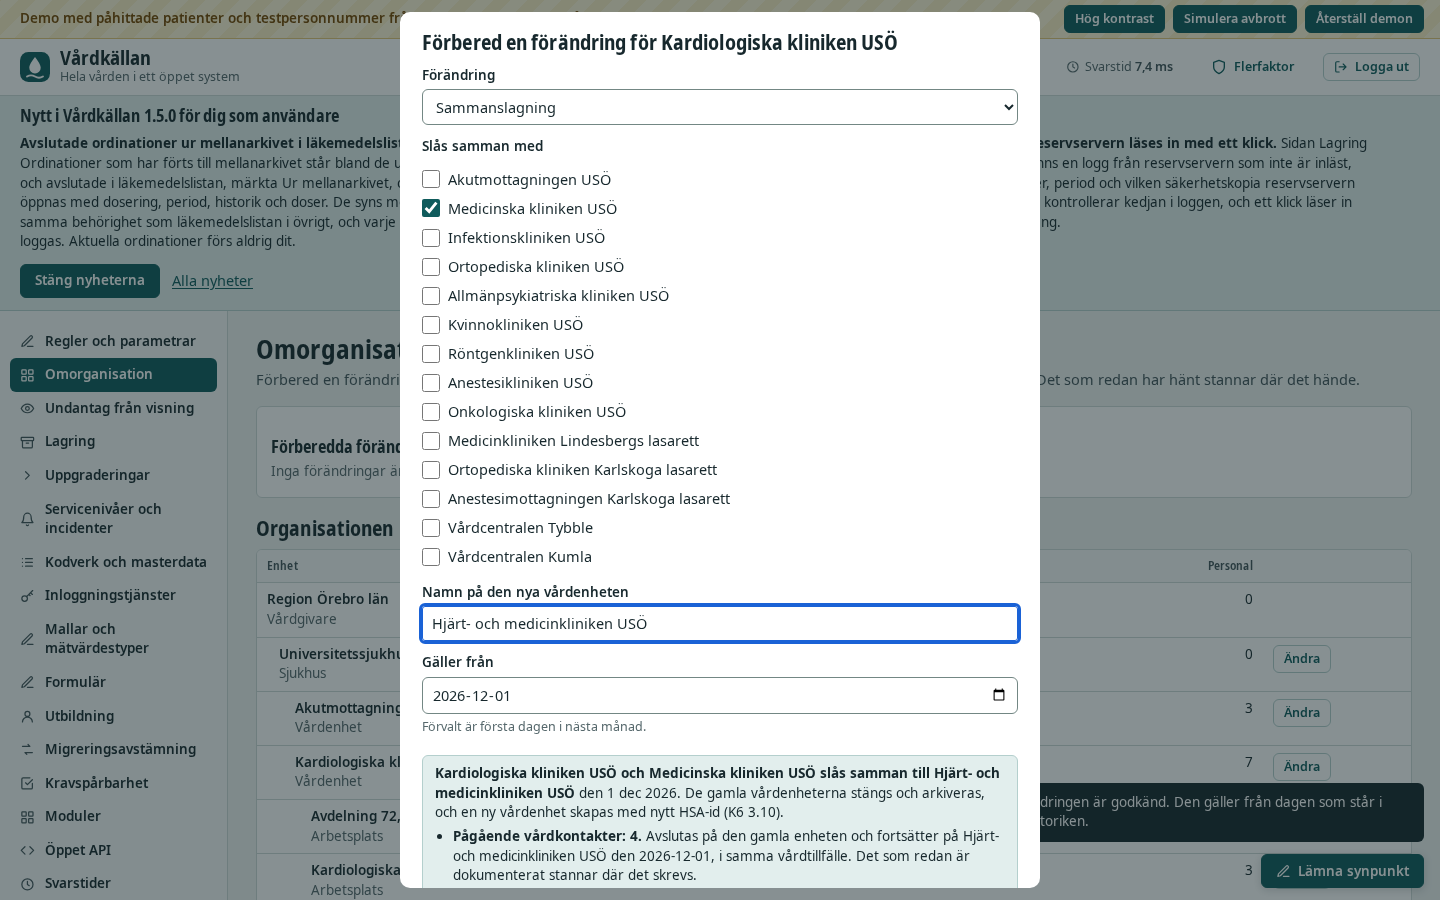 Demo med påhittade patienter och testpersonnummer
Hög kontrast
Simulera avbrott
Återställ demon
Vårdkällan
Hela vården i ett öppet system
Svarstid 7,4 ms
Flerfaktor
Logga ut
Nytt i Vårdkällan 1.5.0 för dig som användare
Avslutade ordinationer ur mellanarkivet i
Ordinationer som har förts till mellanarkivet står bland de
och avslutade i läkemedelslistan, märkta Ur mellanarkivet,
öppnas med dosering, period, historik och doser. De syns
samma behörighet som läkemedelslistan i övrigt, och varje
loggas. Aktuella ordinationer förs aldrig dit.
läses in med ett klick. Sidan Lagring
en logg från reservservern som inte är inläst,
period och vilken säkerhetskopia reservservern
kontrollerar kedjan i loggen, och ett klick läser in
Stäng nyheterna
Alla nyheter
Regler och parametrar
Omorganisation
Undantag från visning
Lagring
Uppgraderingar
Servicenivåer och
incidenter
Kodverk och masterdata
Inloggningstjänster
Mallar och
mätvärdestyper
Formulär
Utbildning
Migreringsavstämning
Kravspårbarhet
Moduler
Öppet API
Svarstider
Förbered en
Det som redan har hänt stannar där det hände.
Förberedda
Inga förändringar
Organisationen
Enhet
Personal
Region Örebro län
Vårdgivare
0
Sjukhus
0
Ändra
Vårdenhet
3
Ändra
Kardiologiska
Vårdenhet
7
Ändra
Avdelning 72,
Arbetsplats
Kardiologiska
Arbetsplats
3
är godkänd. Den gäller från dagen som står i
Lämna synpunkt
Förbered en förändring för Kardiologiska kliniken USÖ
Förändring
Sammanslagning
Slås samman med
Akutmottagningen USÖ
Medicinska kliniken USÖ
Infektionskliniken USÖ
Ortopediska kliniken USÖ
Allmänpsykiatriska kliniken USÖ
Kvinnokliniken USÖ
Röntgenkliniken USÖ
Anestesikliniken USÖ
Onkologiska kliniken USÖ
Medicinkliniken Lindesbergs lasarett
Ortopediska kliniken Karlskoga lasarett
Anestesimottagningen Karlskoga lasarett
Vårdcentralen Tybble
Vårdcentralen Kumla
Namn på den nya vårdenheten
Hjärt- och medicinkliniken USÖ
Gäller från
2026-12-01
Förvalt är första dagen i nästa månad.
Kardiologiska kliniken USÖ och Medicinska kliniken USÖ slås samman till Hjärt- och
medicinkliniken USÖ den 1 dec 2026. De gamla vårdenheterna stängs och arkiveras,
och en ny vårdenhet skapas med nytt HSA-id (K6 3.10).
• Pågående vårdkontakter: 4. Avslutas på den gamla enheten och fortsätter på Hjärt-
och medicinkliniken USÖ den 2026-12-01, i samma vårdtillfälle. Det som redan är
dokumenterat stannar där det skrevs.